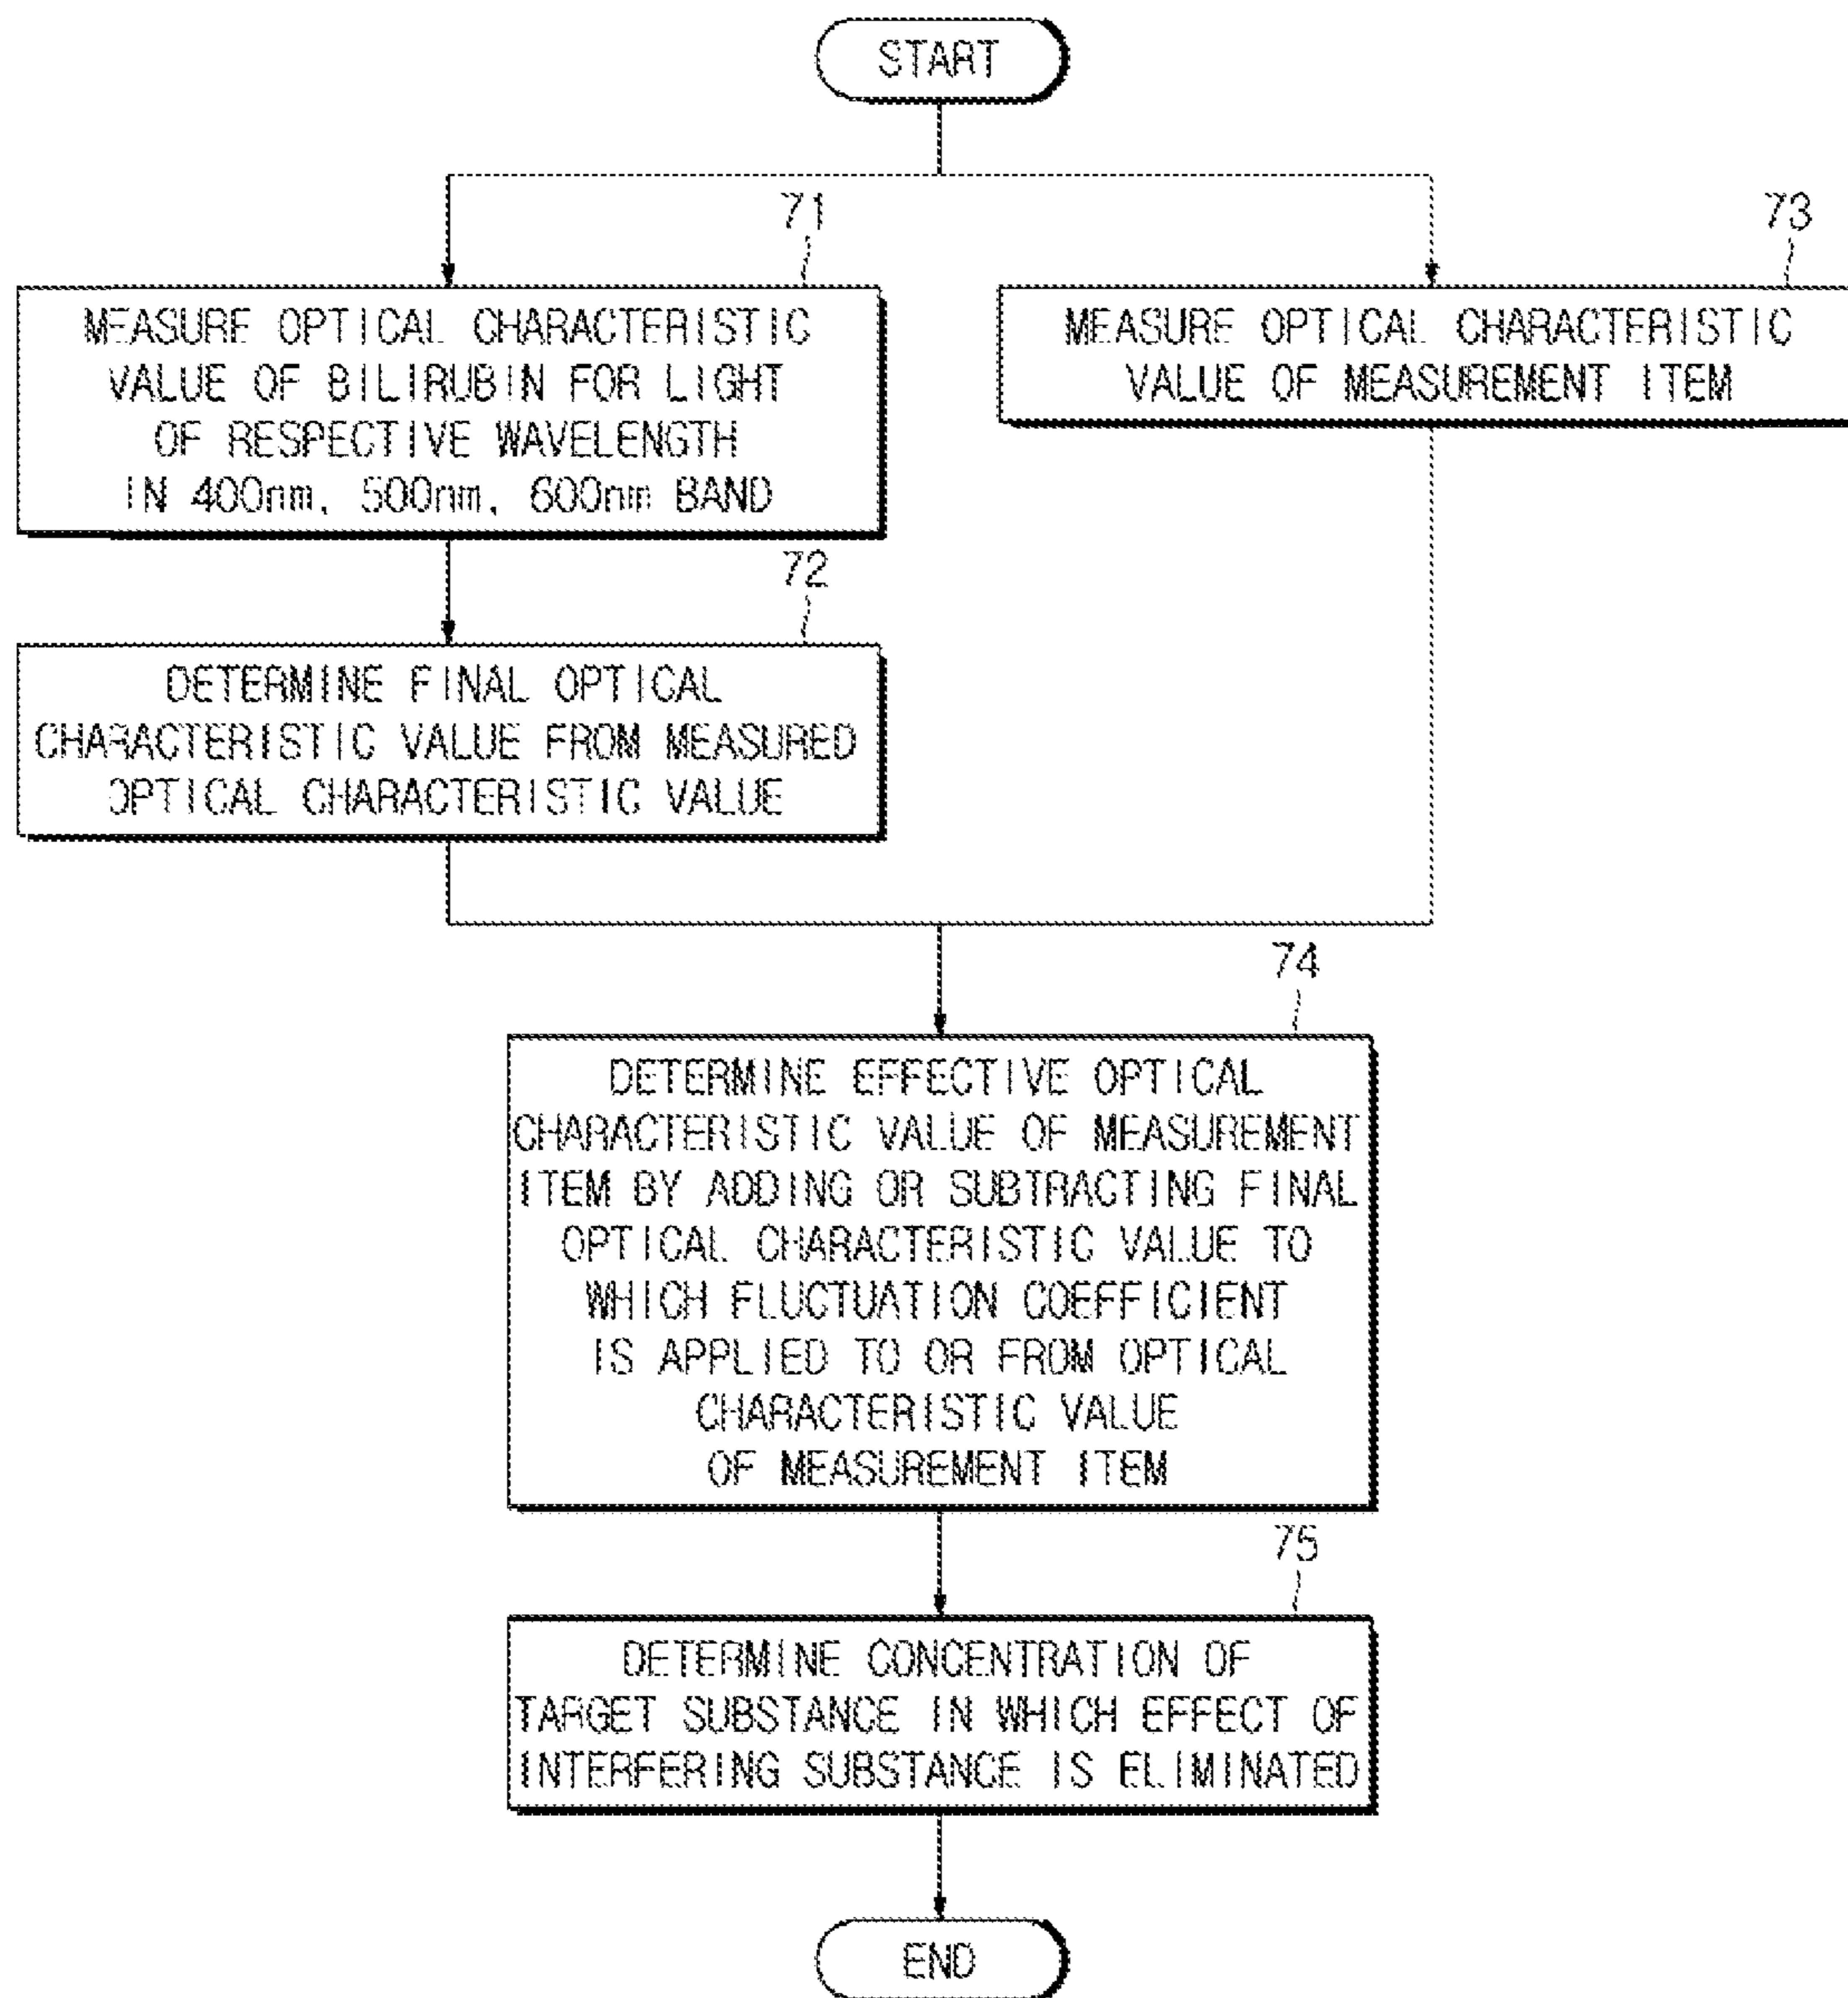 START
71
MEASURE OPTICAL CHARACTERISTIC
VALUE OF BILIRUBIN FOR LIGHT
OF RESPECTIVE WAVELENGTH
IN 400nm, 500nm, 600nm BAND
73
MEASURE OPTICAL CHARACTERISTIC
VALUE OF MEASUREMENT ITEM
72
DETERMINE FINAL OPTICAL
CHARACTERISTIC VALUE FROM MEASURED
OPTICAL CHARACTERISTIC VALUE
74
DETERMINE EFFECTIVE OPTICAL
CHARACTERISTIC VALUE OF MEASUREMENT
ITEM BY ADDING OR SUBTRACTING FINAL
OPTICAL CHARACTERISTIC VALUE TO
WHICH FLUCTUATION COEFFICIENT
IS APPLIED TO OR FROM OPTICAL
CHARACTERISTIC VALUE
OF MEASUREMENT ITEM
75
DETERMINE CONCENTRATION OF
TARGET SUBSTANCE IN WHICH EFFECT OF
INTERFERING SUBSTANCE IS ELIMINATED
END